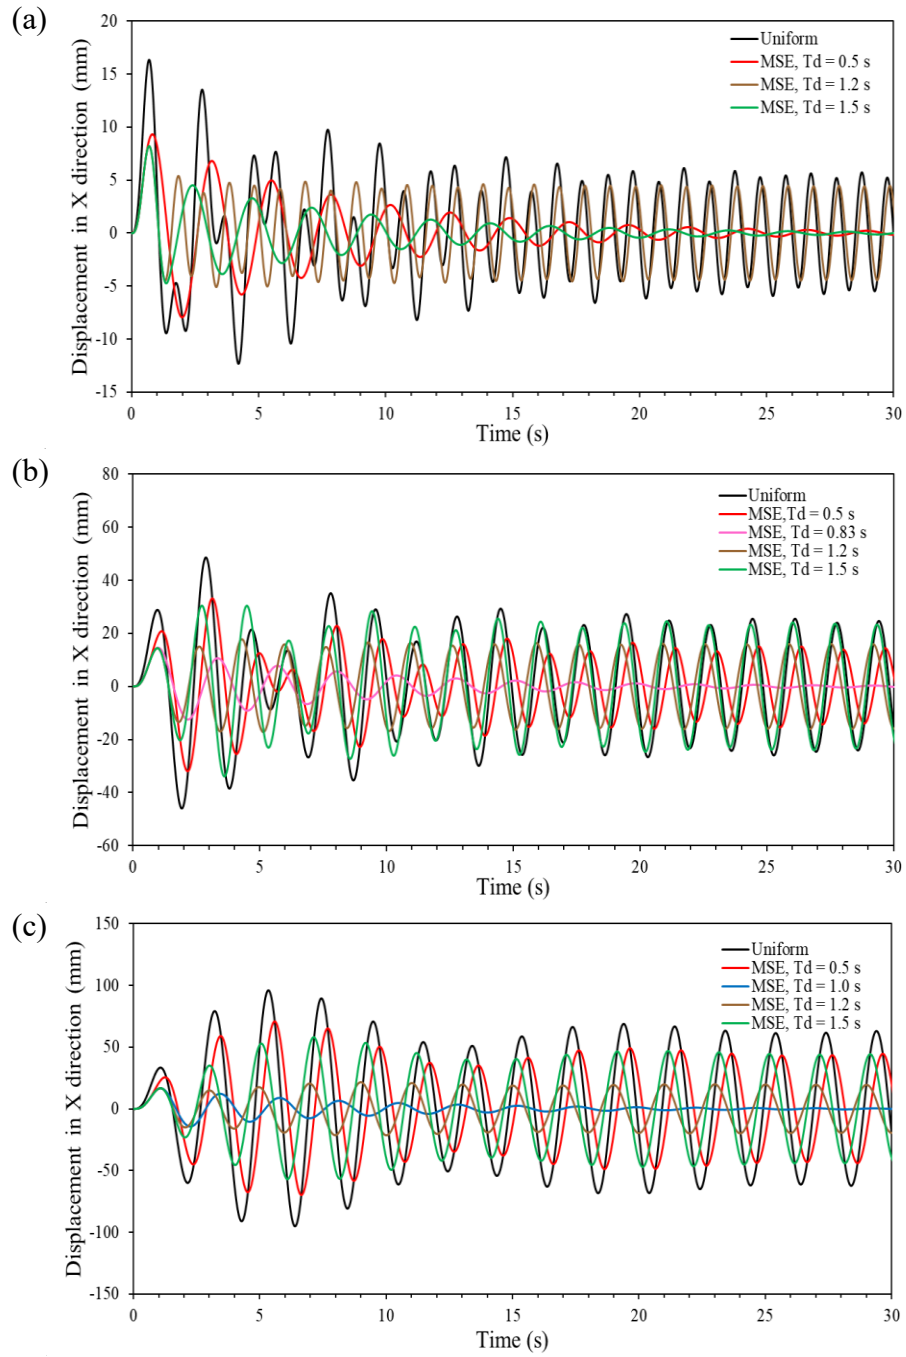 (a)
Displacement in X direction (mm)
20
15
10
5
0
-5
-10
-15
Uniform
MSE, Td = 0.5 s
MSE, Td = 1.2 s
MSE, Td = 1.5 s
0 5 10 15 20 25 30
Time (s)
(b)
Displacement in X direction (mm)
80
60
40
20
0
-20
-40
-60
Uniform
MSE,Td = 0.5 s
MSE, Td = 0.83 s
MSE, Td = 1.2 s
MSE, Td = 1.5 s
0 5 10 15 20 25 30
Time (s)
(c)
Displacement in X direction (mm)
150
100
50
0
-50
-100
-150
Uniform
MSE, Td = 0.5 s
MSE, Td = 1.0 s
MSE, Td = 1.2 s
MSE, Td = 1.5 s
0 5 10 15 20 25 30
Time (s)